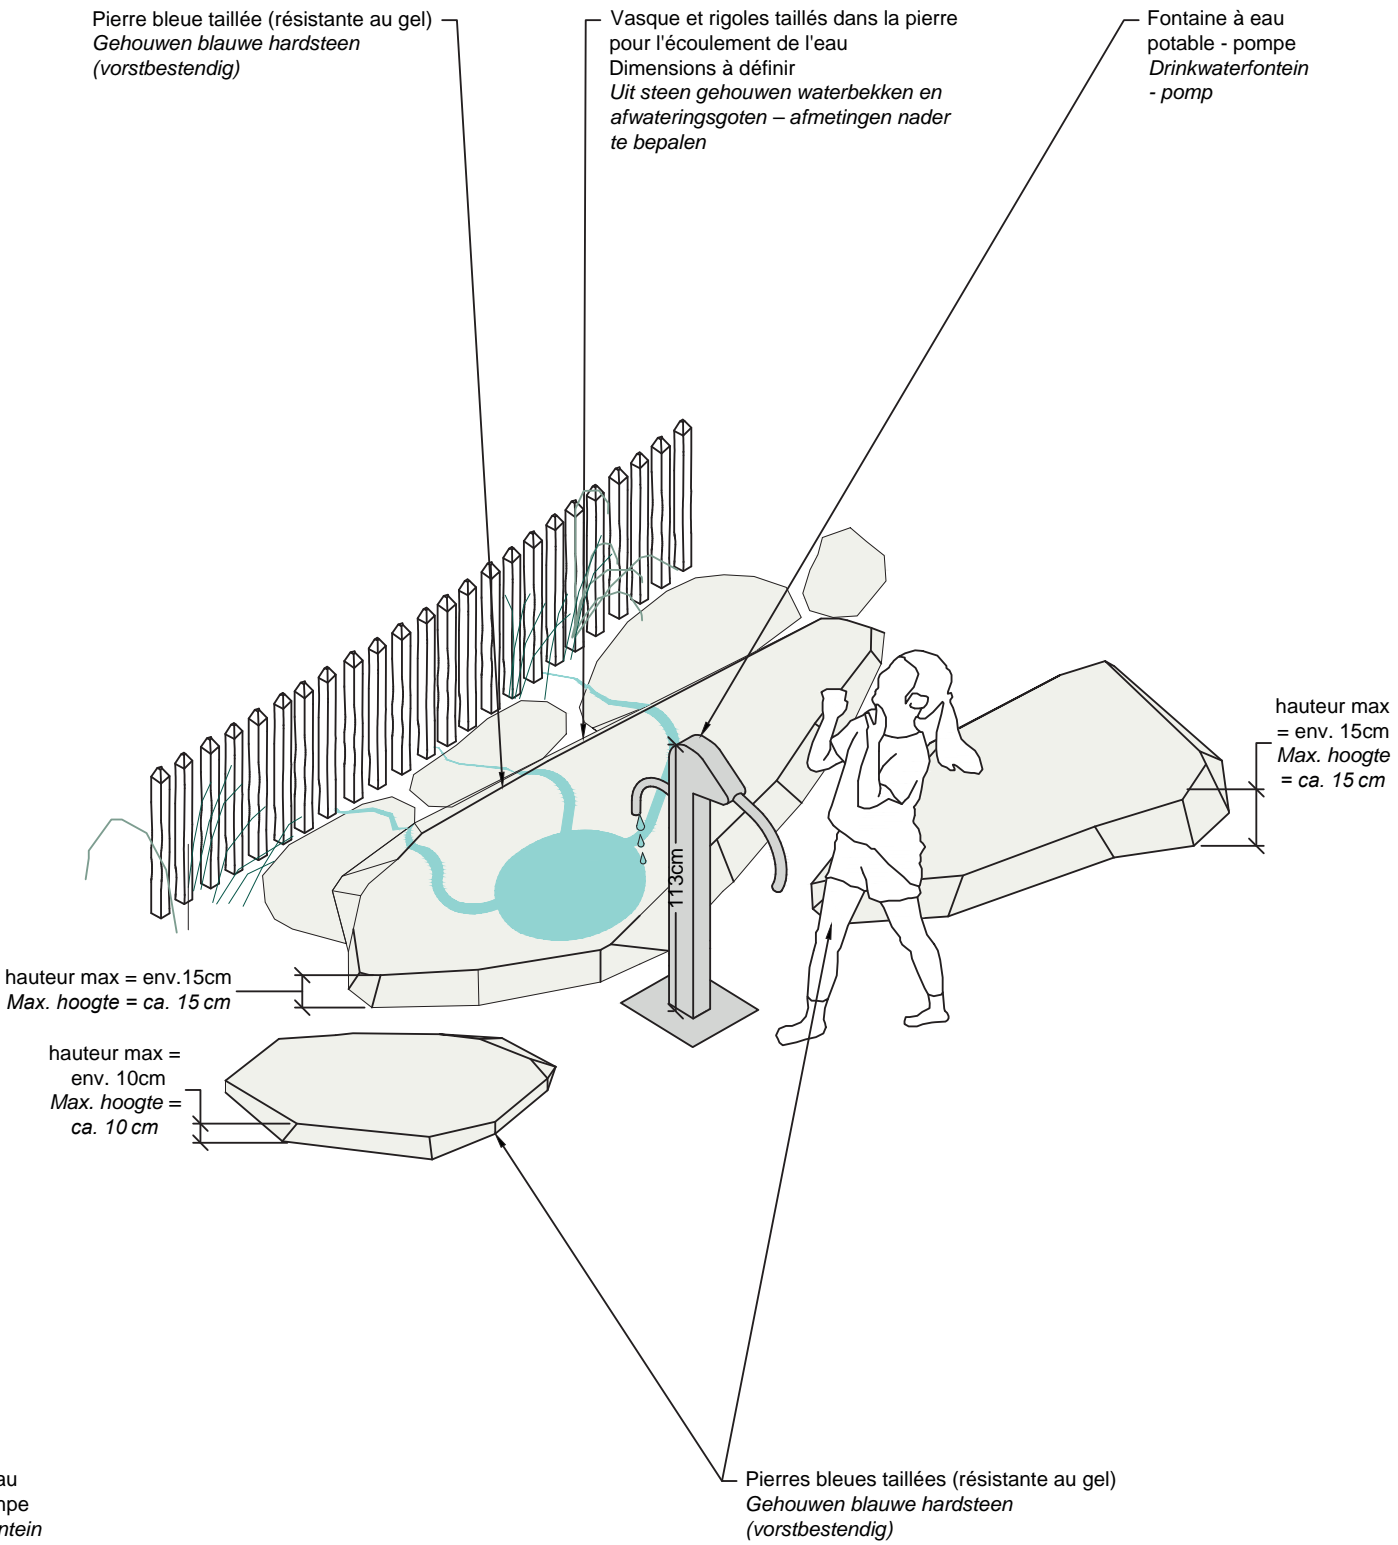 Pierre bleue taillée (résistante au gel)
Gehouwen blauwe hardsteen
(vorstbestendig)
Vasque et rigoles taillés dans la pierre
pour l'écoulement de l'eau
Dimensions à définir
Uit steen gehouwen waterbekken en
afwateringsgoten – afmetingen nader
te bepalen
Fontaine à eau
potable - pompe
Drinkwaterfontein
- pomp
hauteur max
= env. 15cm
Max. hoogte
= ca. 15 cm
113cm
hauteur max = env.15cm
Max. hoogte = ca. 15 cm
hauteur max =
env. 10cm
Max. hoogte =
ca. 10 cm
au
mpe
ntein
Pierres bleues taillées (résistante au gel)
Gehouwen blauwe hardsteen
(vorstbestendig)